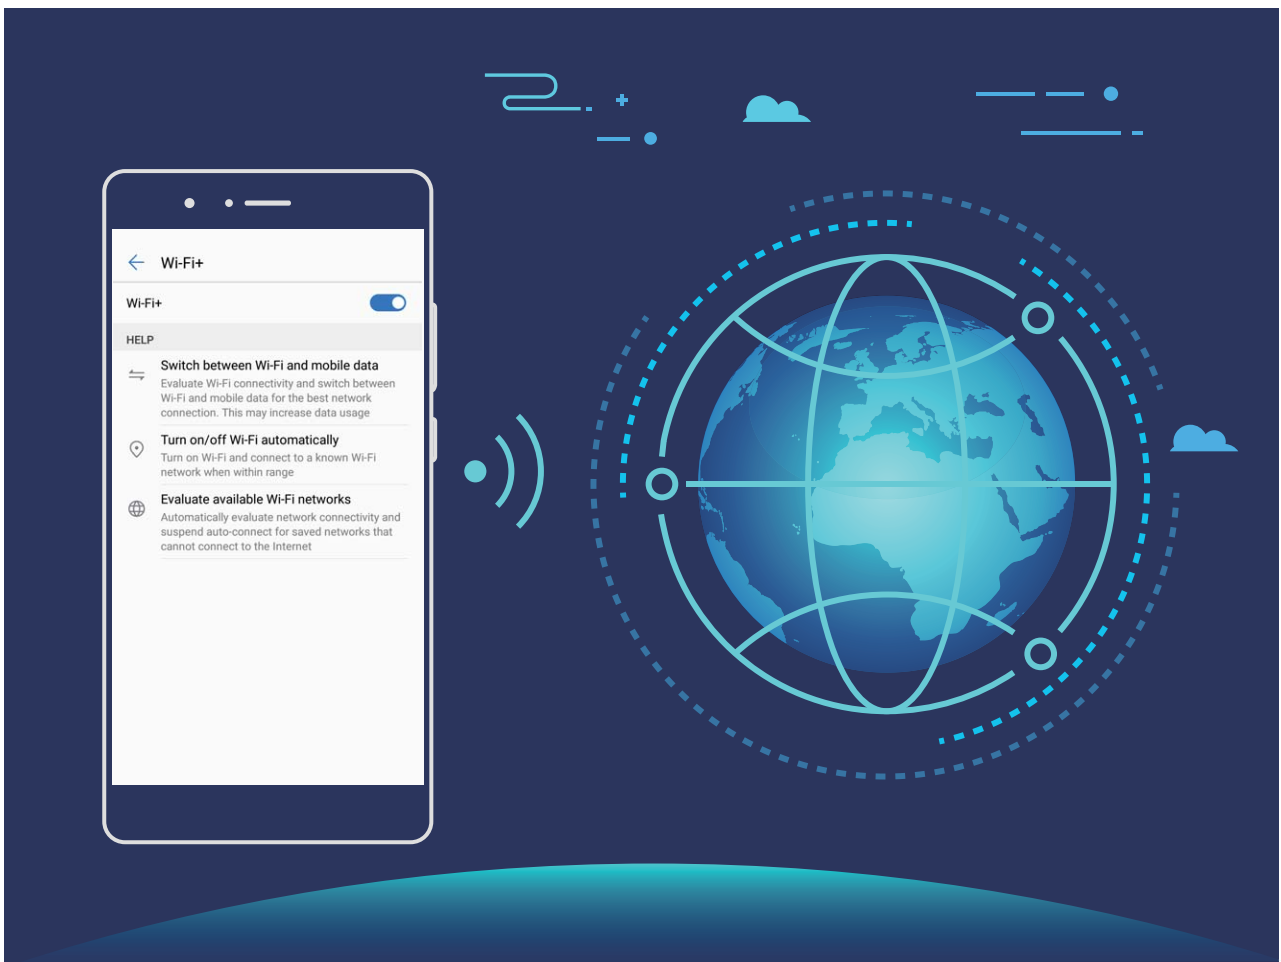 Wi-Fi+
Wi-Fi+
HELP
Switch between Wi-Fi and mobile data
Evaluate Wi-Fi connectivity and switch between
Wi-Fi and mobile data for the best network
connection. This may increase data usage
Turn on/off Wi-Fi automatically
Turn on Wi-Fi and connect to a known Wi-Fi
network when within range
Evaluate available Wi-Fi networks
Automatically evaluate network connectivity and
suspend auto-connect for saved networks that
cannot connect to the Internet